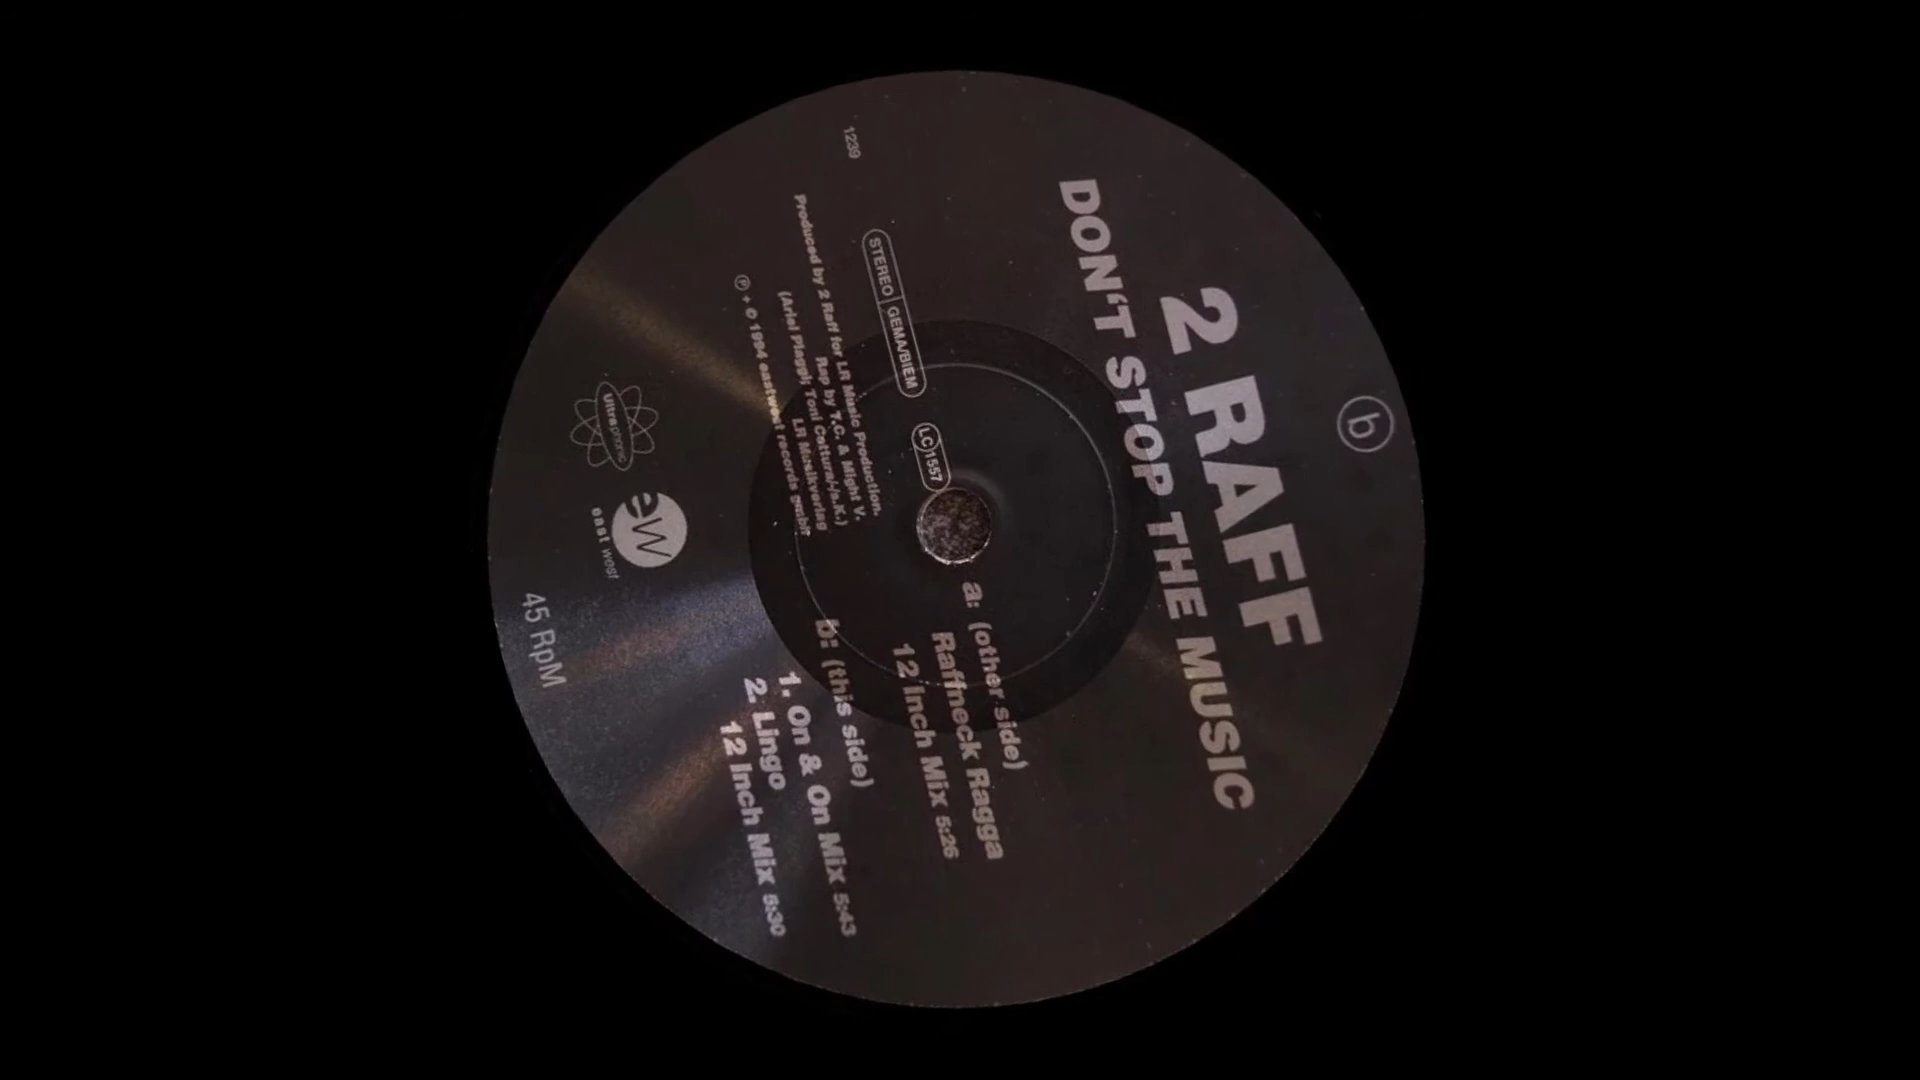 b
2 RAFF
DON'T STOP THE MUSIC
STEREO GEMA/BIEM
LC 1557
1239
Produced by 2 Raff for LR Music Production.
Rap by T.C. & Might V.
(Ariel Plaggi; Toni Cottura/-/n.K.)
LR Musikverlag
℗ + © 1994 eastwest records gmbh
a: (other side)
Raffneck Ragga
12 Inch Mix 5:26
b: (this side)
1. On & On Mix 5:43
2. Lingo
12 Inch Mix 5:30
Ultraphonic
ew
east west
45 RpM